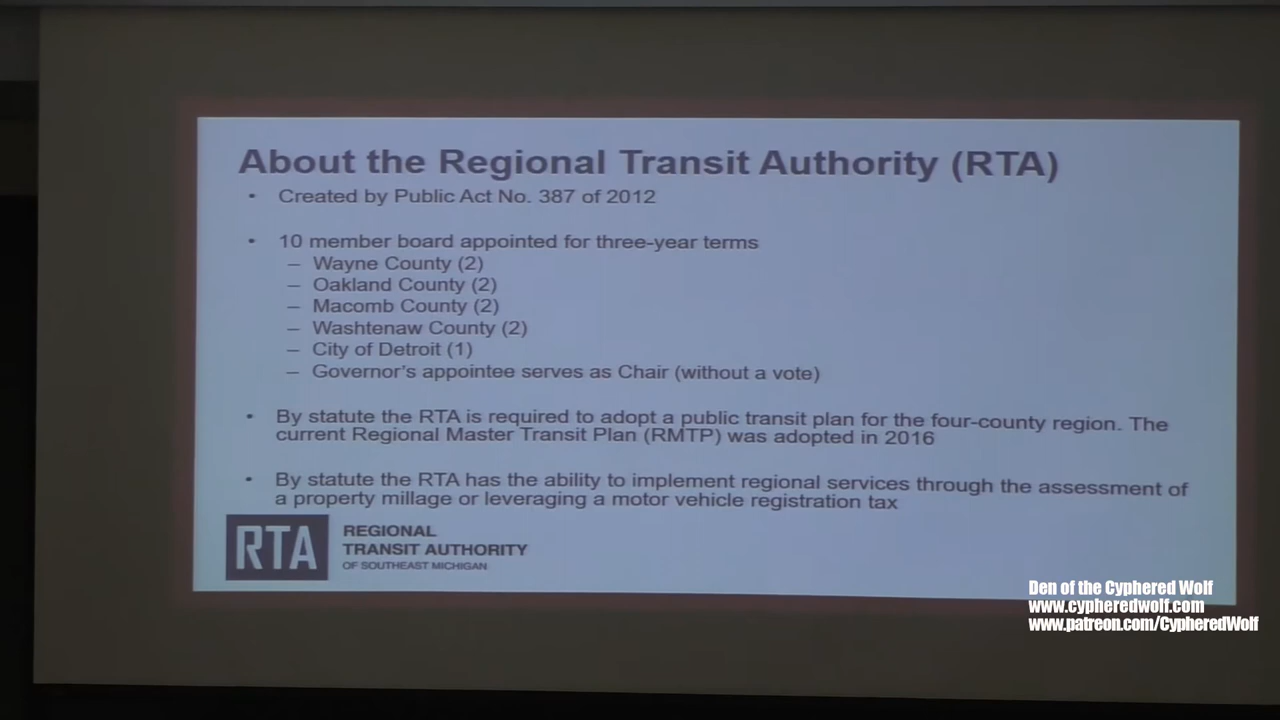 About the Regional Transit Authority (RTA)
• Created by Public Act No. 387 of 2012
• 10 member board appointed for three-year terms
– Wayne County (2)
– Oakland County (2)
– Macomb County (2)
– Washtenaw County (2)
– City of Detroit (1)
– Governor's appointee serves as Chair (without a vote)
• By statute the RTA is required to adopt a public transit plan for the four-county region. The
current Regional Master Transit Plan (RMTP) was adopted in 2016
• By statute the RTA has the ability to implement regional services through the assessment of
a property millage or leveraging a motor vehicle registration tax
RTA
REGIONAL
TRANSIT AUTHORITY
OF SOUTHEAST MICHIGAN
Den of the Cyphered Wolf
www.cypheredwolf.com
www.patreon.com/CypheredWolf